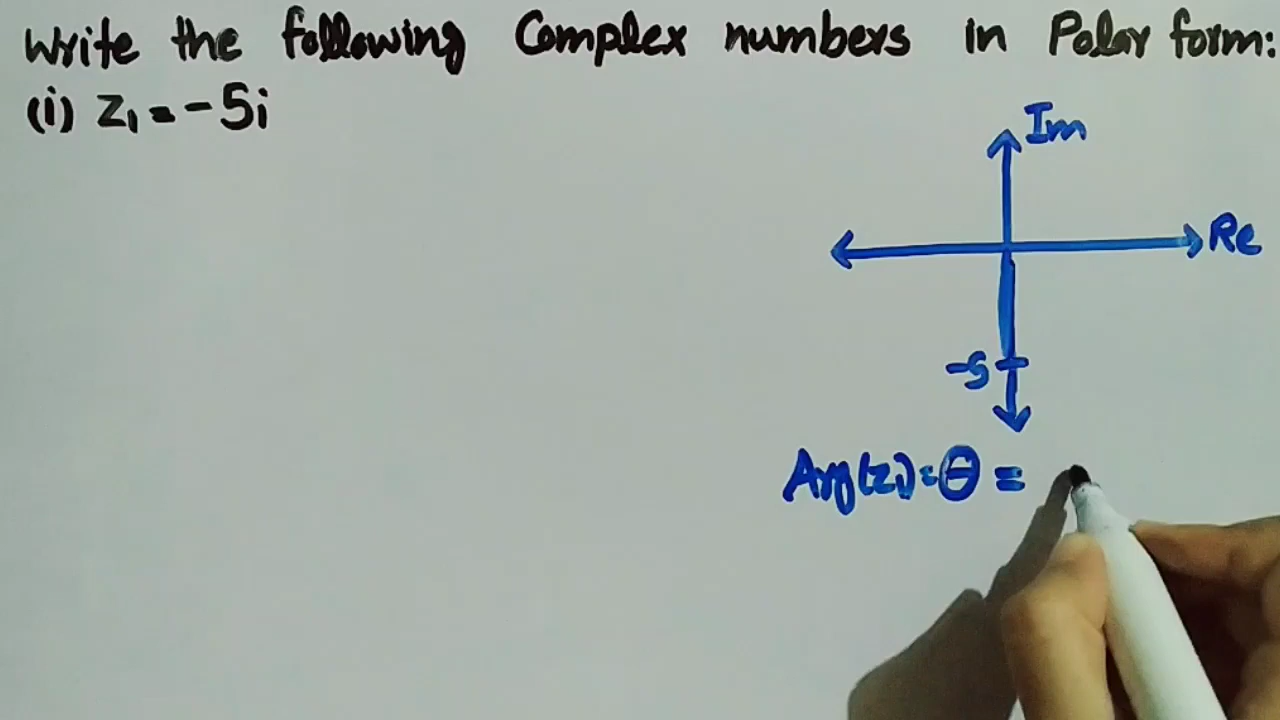 Write the following Complex numbers in Polar form:
(i) z₁ = -5i
Im
Re
-5
Arg(z₁) = θ =